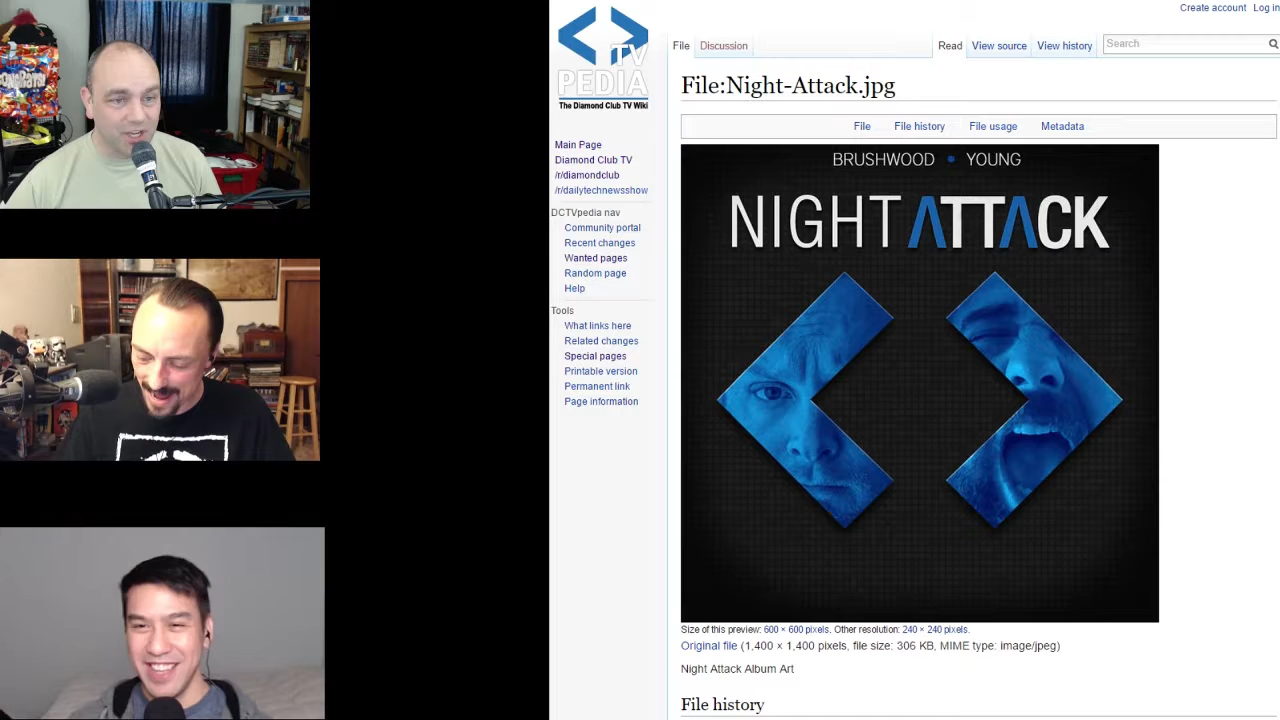 Create account Log in
TV
PEDIA
The Diamond Club TV Wiki
File Discussion Read View source View history Search
File:Night-Attack.jpg
File File history File usage Metadata
Main Page
Diamond Club TV
/r/diamondclub
/r/dailytechnewsshow
DCTVpedia nav
Community portal
Recent changes
Wanted pages
Random page
Help
Tools
What links here
Related changes
Special pages
Printable version
Permanent link
Page information
BRUSHWOOD • YOUNG
NIGHT ATTACK
Size of this preview: 600 × 600 pixels. Other resolution: 240 × 240 pixels.
Original file (1,400 × 1,400 pixels, file size: 306 KB, MIME type: image/jpeg)
Night Attack Album Art
File history